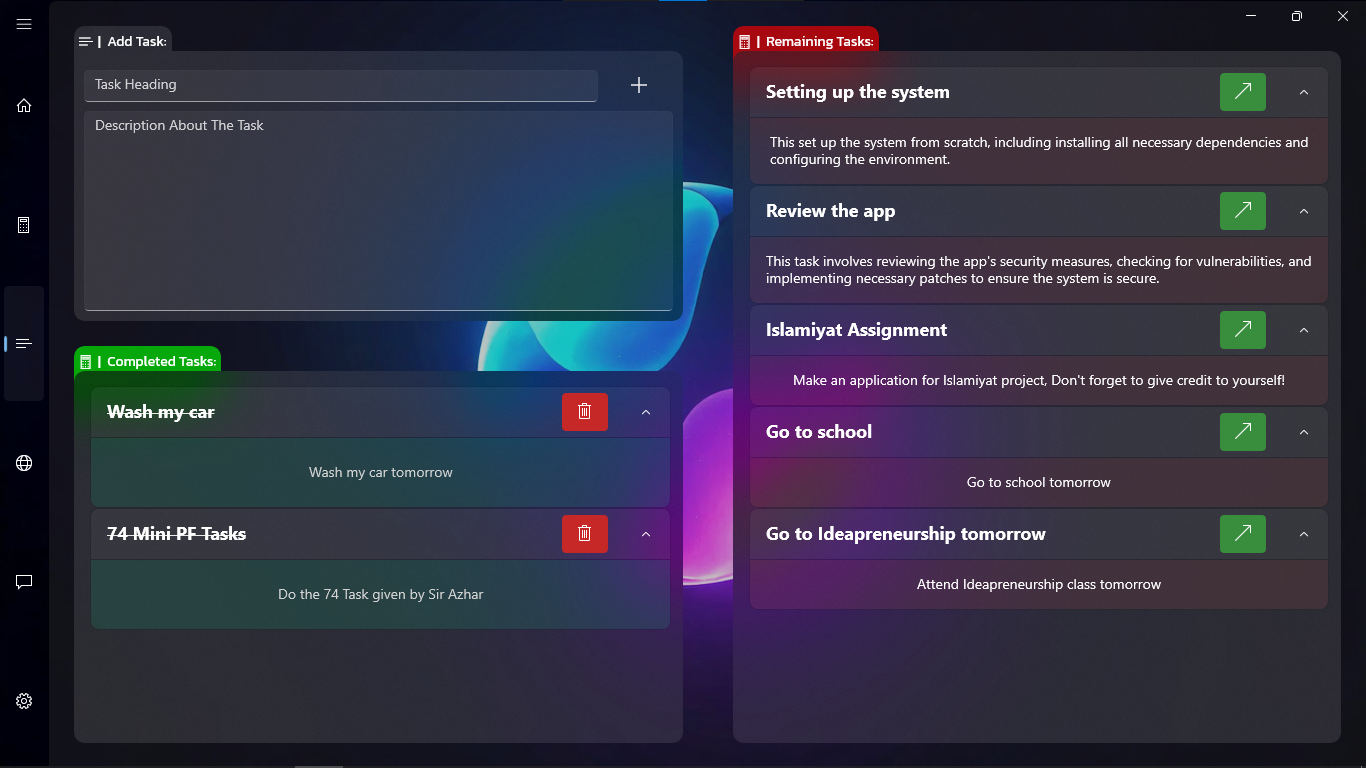 | Add Task:
Task Heading
Description About The Task
| Completed Tasks:
Wash my car
Wash my car tomorrow
74 Mini PF Tasks
Do the 74 Task given by Sir Azhar
| Remaining Tasks:
Setting up the system
This set up the system from scratch, including installing all necessary dependencies and
configuring the environment.
Review the app
This task involves reviewing the app's security measures, checking for vulnerabilities, and
implementing necessary patches to ensure the system is secure.
Islamiyat Assignment
Make an application for Islamiyat project, Don't forget to give credit to yourself!
Go to school
Go to school tomorrow
Go to Ideapreneurship tomorrow
Attend Ideapreneurship class tomorrow